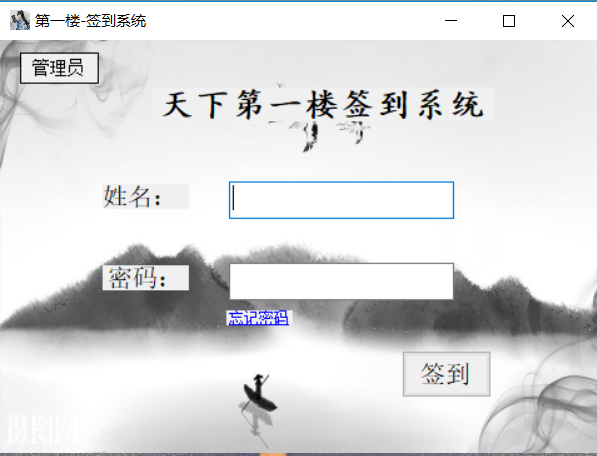 第一楼-签到系统
管理员
天下第一楼签到系统
姓名：
密码：
忘记密码
签到
摄图网